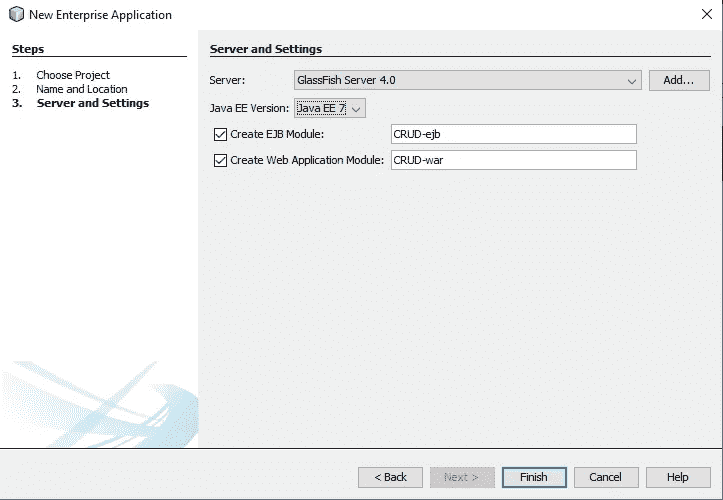 New Enterprise Application
Steps
1. Choose Project
2. Name and Location
3. Server and Settings
Server and Settings
Server: GlassFish Server 4.0 Add...
Java EE Version: Java EE 7
Create EJB Module: CRUD-ejb
Create Web Application Module: CRUD-war
< Back Next > Finish Cancel Help